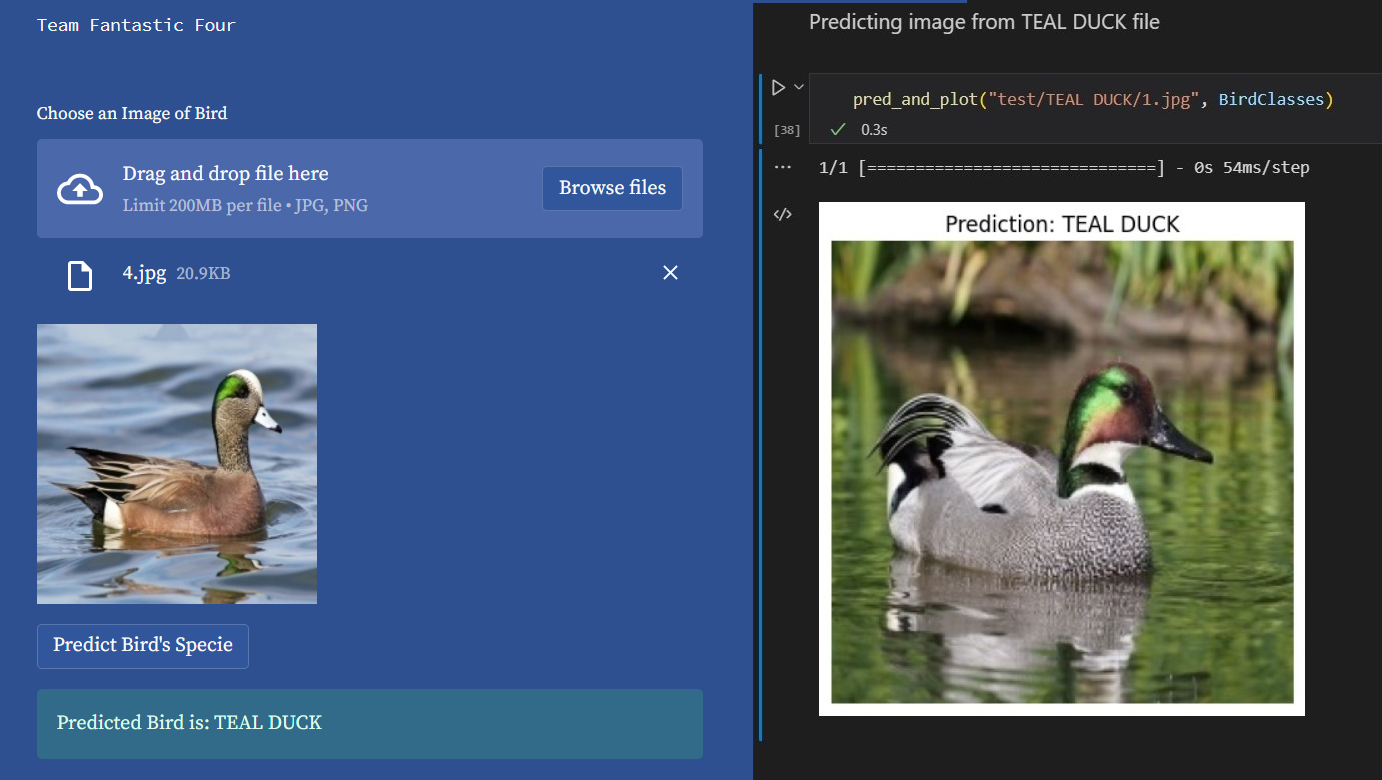 Team Fantastic Four
Choose an Image of Bird
Drag and drop file here
Limit 200MB per file • JPG, PNG
Browse files
4.jpg 20.9KB
Predict Bird's Specie
Predicted Bird is: TEAL DUCK
Predicting image from TEAL DUCK file
pred_and_plot("test/TEAL DUCK/1.jpg", BirdClasses)
[38]
0.3s
1/1 [==============================] - 0s 54ms/step
Prediction: TEAL DUCK